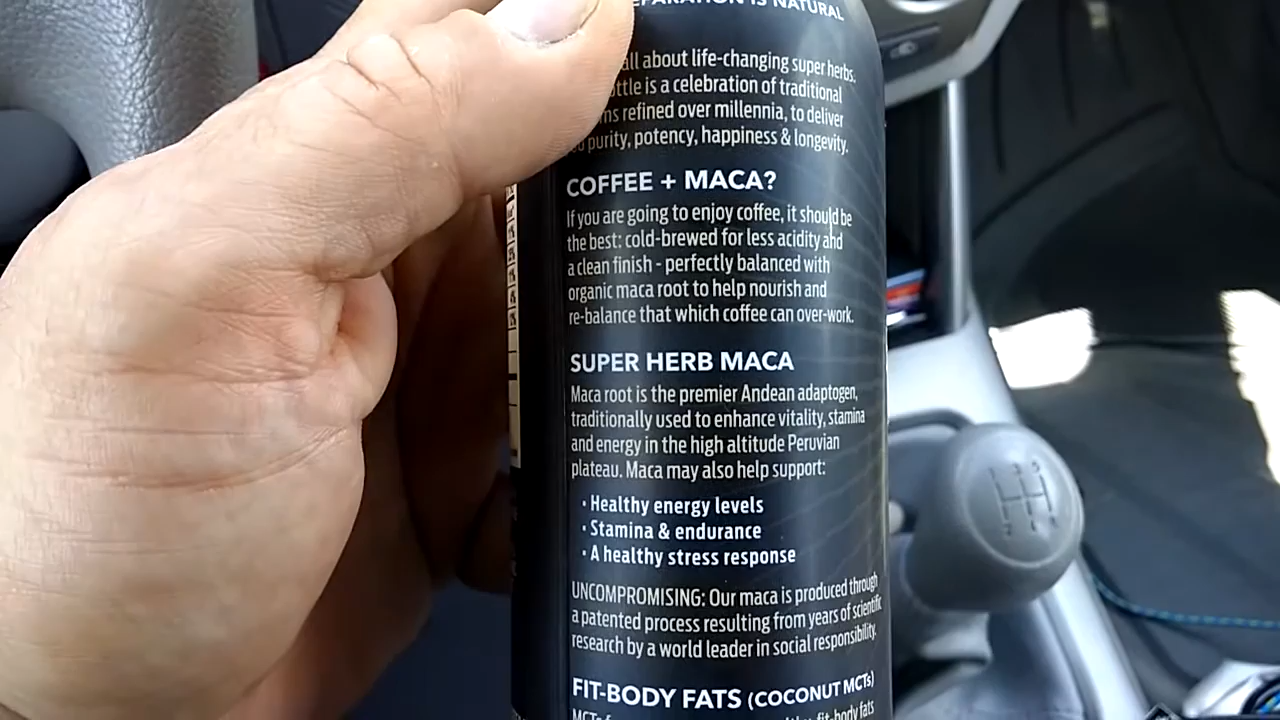 IS NATURAL
all about life-changing super herbs.
is a celebration of traditional
refined over millennia, to deliver
purity, potency, happiness & longevity.
COFFEE + MACA?
If you are going to enjoy coffee, it should be
the best: cold-brewed for less acidity and
a clean finish - perfectly balanced with
organic maca root to help nourish and
re-balance that which coffee can over-work.
SUPER HERB MACA
Maca root is the premier Andean adaptogen,
traditionally used to enhance vitality, stamina
and energy in the high altitude Peruvian
plateau. Maca may also help support:
· Healthy energy levels
· Stamina & endurance
· A healthy stress response
UNCOMPROMISING: Our maca is produced through
a patented process resulting from years of scientific
research by a world leader in social responsibility.
FIT-BODY FATS (COCONUT MCTs)
MCTs fit-body fats